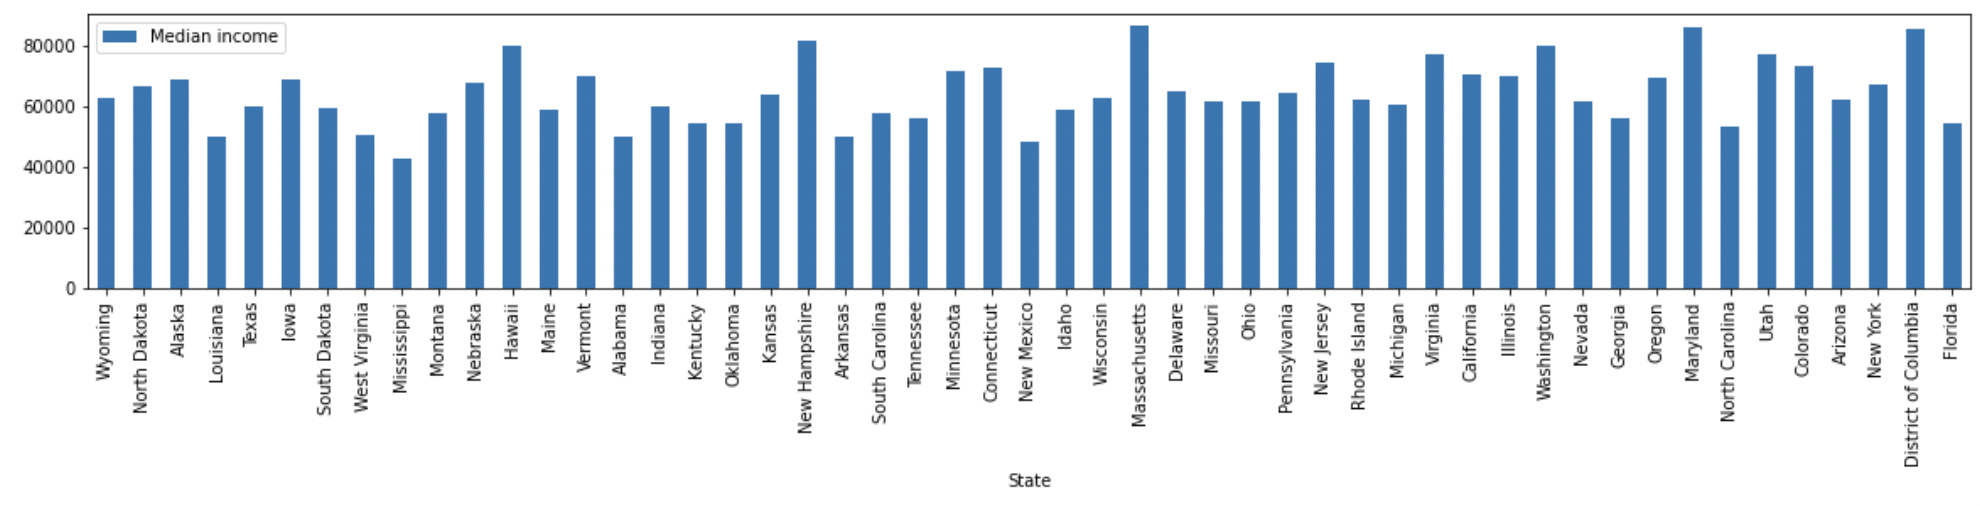 Median income
80000
60000
40000
20000
0
Wyoming
North Dakota
Alaska
Louisiana
Texas
Iowa
South Dakota
West Virginia
Mississippi
Montana
Nebraska
Hawaii
Maine
Vermont
Alabama
Indiana
Kentucky
Oklahoma
Kansas
New Hampshire
Arkansas
South Carolina
Tennessee
Minnesota
Connecticut
New Mexico
Idaho
Wisconsin
Massachusetts
Delaware
Missouri
Ohio
Pennsylvania
New Jersey
Rhode Island
Michigan
Virginia
California
Illinois
Washington
Nevada
Georgia
Oregon
Maryland
North Carolina
Utah
Colorado
Arizona
New York
District of Columbia
Florida
State